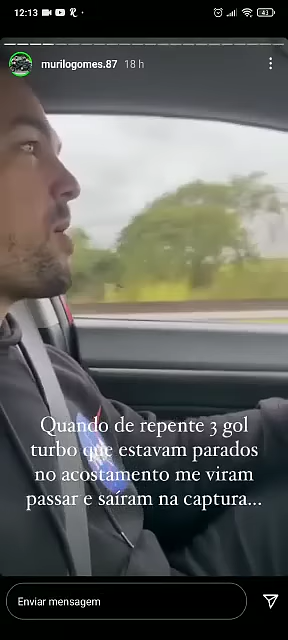 12:13
43
murilogomes.87 18 h
Quando de repente 3 gol
turbo que estavam parados
no acostamento me viram
passar e saíram na captura...
Enviar mensagem